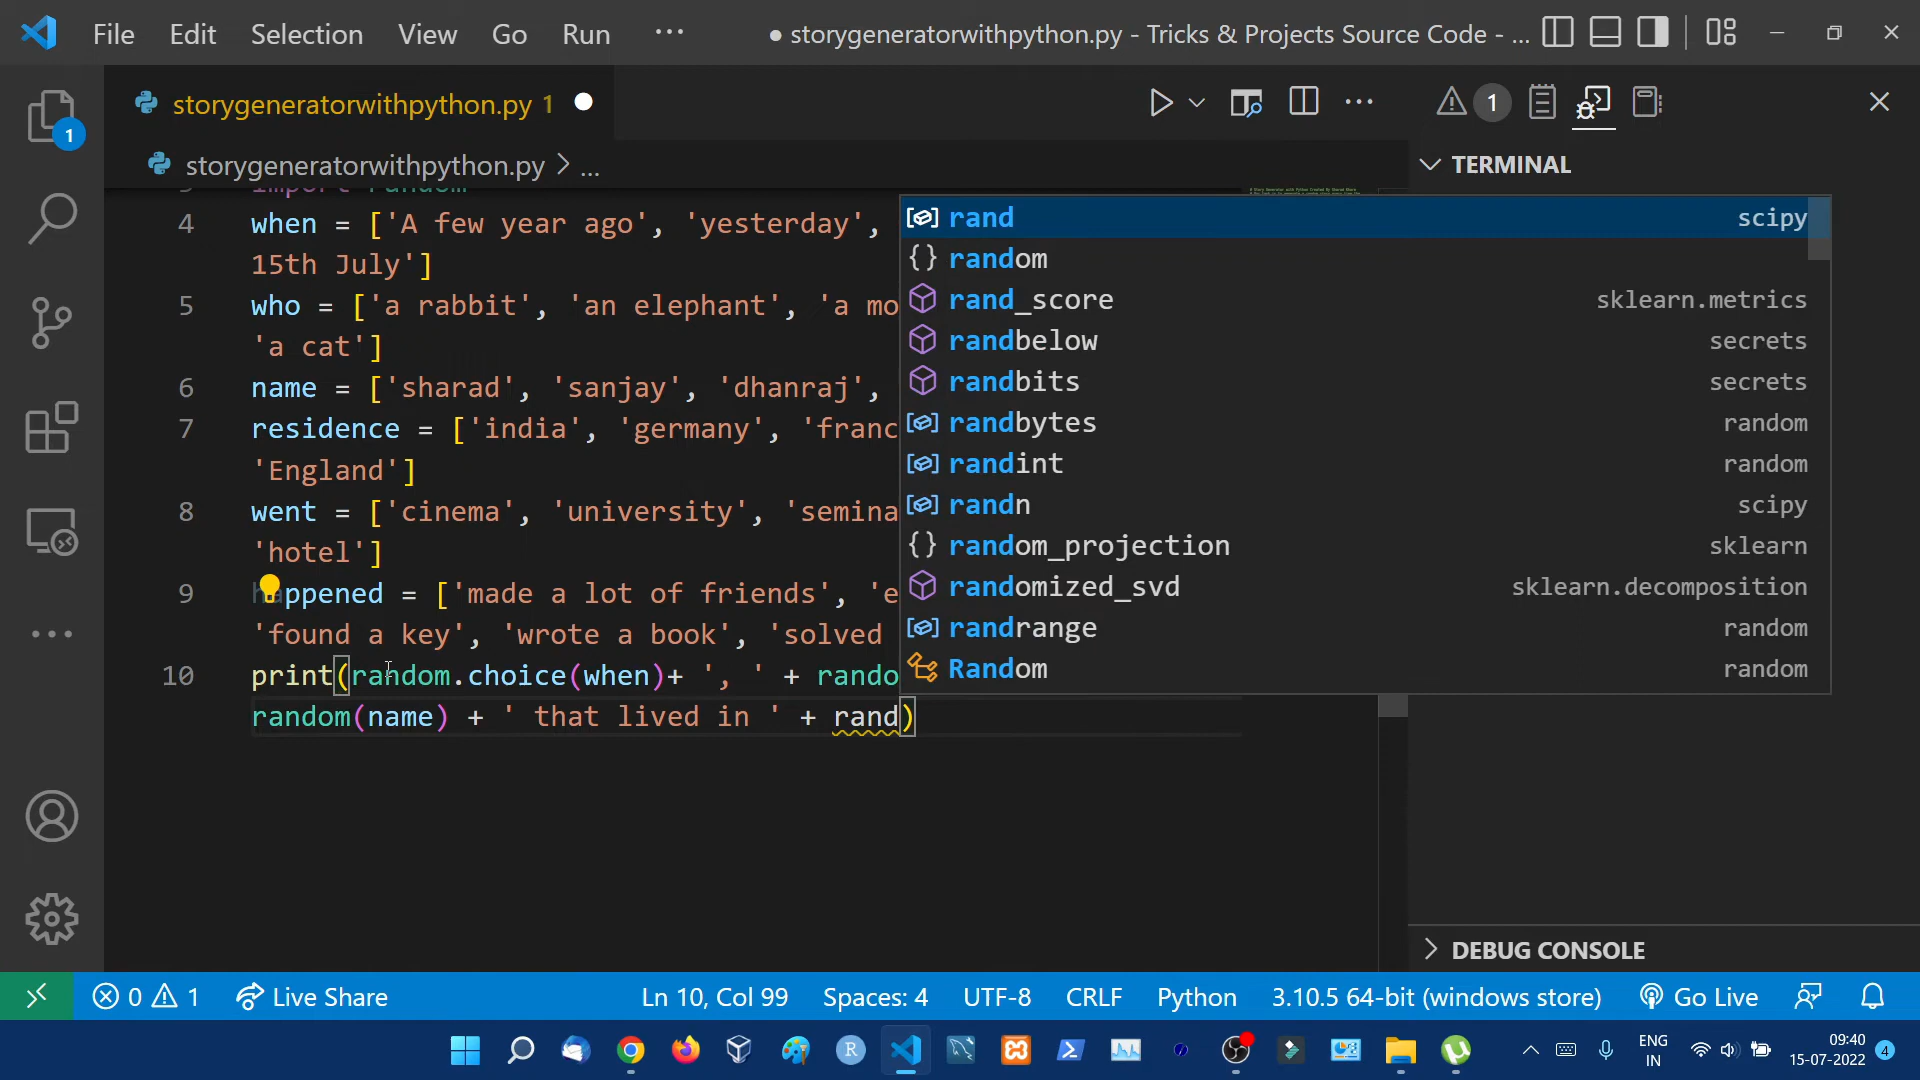 File Edit Selection View Go Run ··· ● storygeneratorwithpython.py - Tricks & Projects Source Code - ...
storygeneratorwithpython.py 1
1
storygeneratorwithpython.py > ...
TERMINAL
import random
4 when = ['A few year ago', 'yesterday',
15th July']
5 who = ['a rabbit', 'an elephant', 'a mo
'a cat']
6 name = ['sharad', 'sanjay', 'dhanraj',
7 residence = ['india', 'germany', 'franc
'England']
8 went = ['cinema', 'university', 'semina
'hotel']
9 happened = ['made a lot of friends', 'e
'found a key', 'wrote a book', 'solved
10 print(random.choice(when)+ ', ' + rando
random(name) + ' that lived in ' + rand)
rand scipy
random
rand_score sklearn.metrics
randbelow secrets
randbits secrets
randbytes random
randint random
randn scipy
random_projection sklearn
randomized_svd sklearn.decomposition
randrange random
Random random
1
DEBUG CONSOLE
0 1 Live Share Ln 10, Col 99 Spaces: 4 UTF-8 CRLF Python 3.10.5 64-bit (windows store) Go Live
R
ENG
IN
09:40
15-07-2022
4